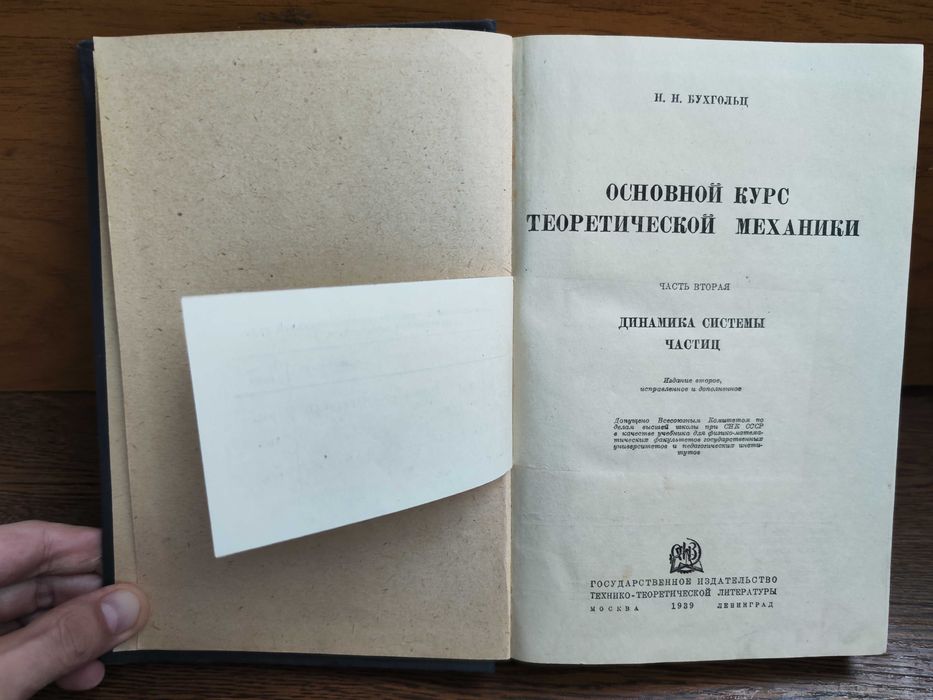 Н. Н. БУХГОЛЬЦ
ОСНОВНОЙ КУРС
ТЕОРЕТИЧЕСКОЙ МЕХАНИКИ
ЧАСТЬ ВТОРАЯ
ДИНАМИКА СИСТЕМЫ
ЧАСТИЦ
Издание второе,
исправленное и дополненное
Допущено Всесоюзным Комитетом по
делам высшей школы при СНК СССР
в качестве учебника для физико-матема-
тических факультетов государственных
университетов и педагогических инсти-
тутов
ГОСУДАРСТВЕННОЕ ИЗДАТЕЛЬСТВО
ТЕХНИКО-ТЕОРЕТИЧЕСКОЙ ЛИТЕРАТУРЫ
МОСКВА 1939 ЛЕНИНГРАД